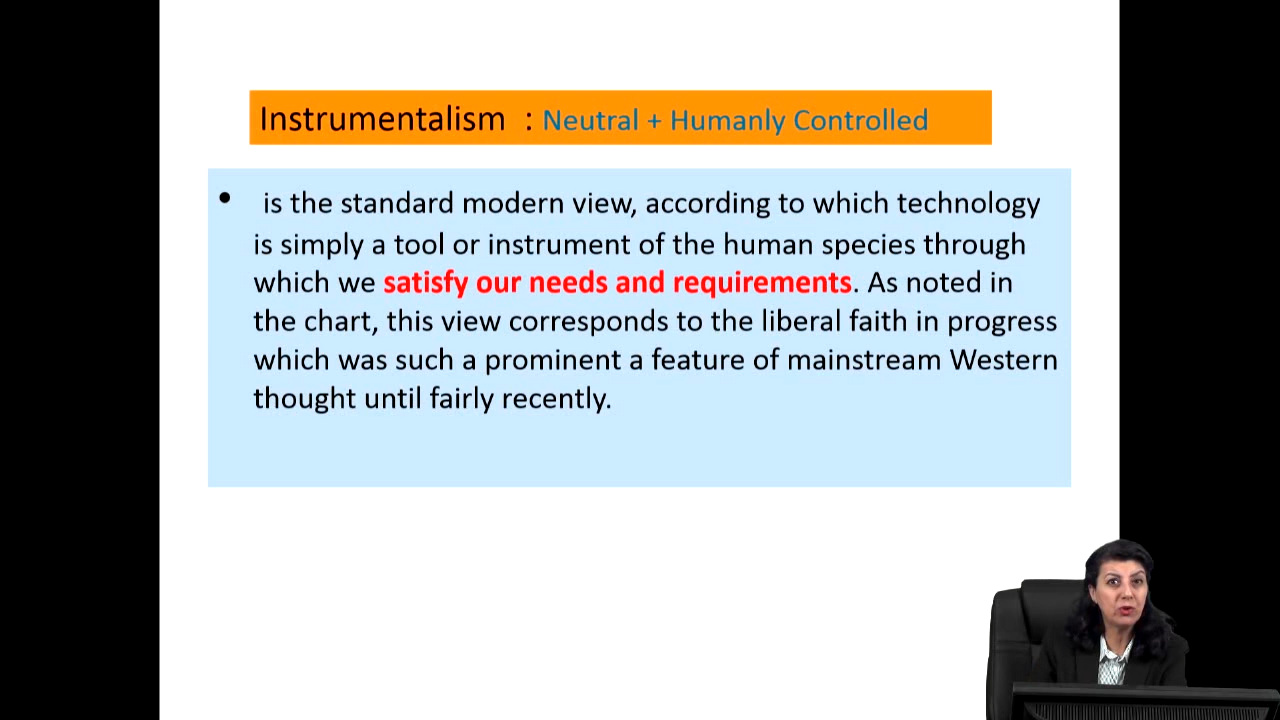 Instrumentalism : Neutral + Humanly Controlled
• is the standard modern view, according to which technology
is simply a tool or instrument of the human species through
which we satisfy our needs and requirements. As noted in
the chart, this view corresponds to the liberal faith in progress
which was such a prominent a feature of mainstream Western
thought until fairly recently.